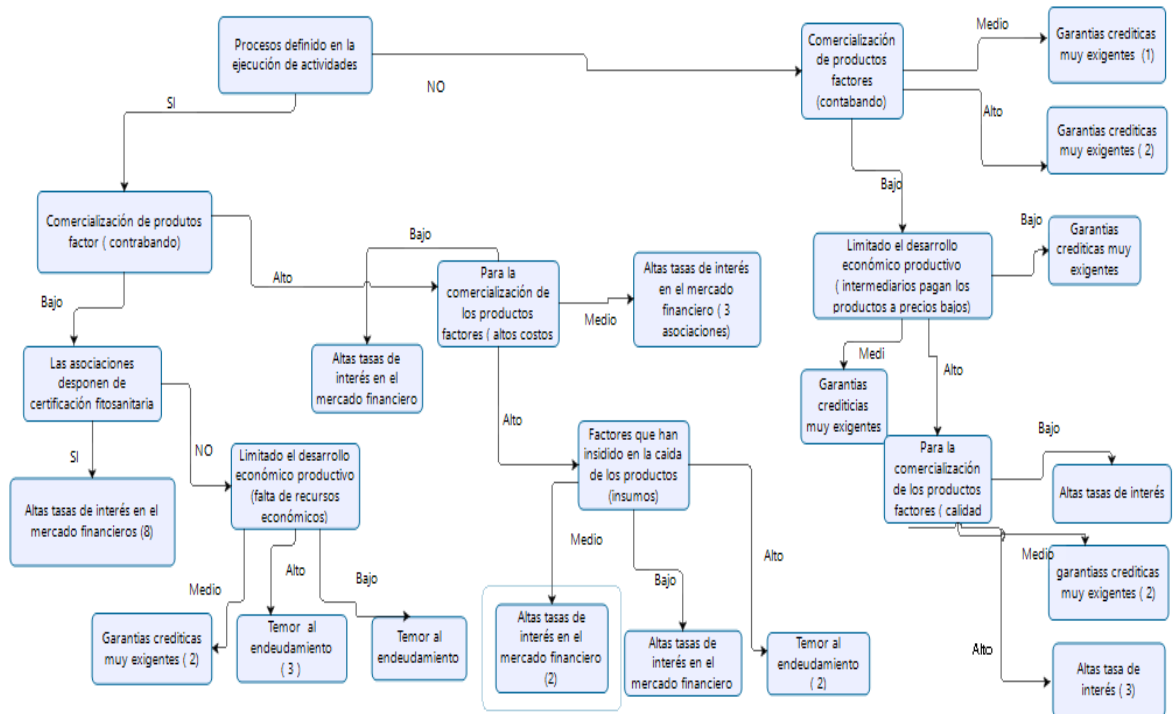 Procesos definido en la
ejecución de actividades
SI
NO
Comercialización
de productos
factores
(contabando)
Medio
Garantias crediticas
muy exigentes (1)
Alto
Garantias crediticas
muy exigentes ( 2)
Bajo
Comercialización de produtos
factor ( contrabando)
Alto
Bajo
Bajo
Para la
comercialización de
los productos
factores ( altos costos
Medio
Altas tasas de interés
en el mercado
financiero ( 3
asociaciones)
Altas tasas de
interés en el
mercado financiero
Alto
Limitado el desarrollo
económico productivo
( intermediarios pagan los
productos a precios bajos)
Bajo
Garantias
crediticas muy
exigentes
Medi
Garantias
crediticias
muy exigentes
Alto
Las asociaciones
desponen de
certificación fitosanitaria
SI
NO
Altas tasas de interés en el
mercado financieros (8)
Limitado el desarrollo
económico productivo
(falta de recursos
económicos)
Medio
Alto
Bajo
Garantias crediticas
muy exigentes ( 2)
Temor al
endeudamiento
( 3 )
Temor al
endeudamiento
Factores que han
insidido en la caida
de los productos
(insumos)
Medio
Bajo
Alto
Altas tasas de
interés en el
mercado financiero
(2)
Altas tasas de
interés en el
mercado financiero
Temor al
endeudamiento
( 2)
Para la
comercialización
de los productos
factores ( calidad
Bajo
Altas tasas de interés
Medio
garantiass crediticas
muy exigentes ( 2)
Alto
Altas tasa de
interés ( 3)